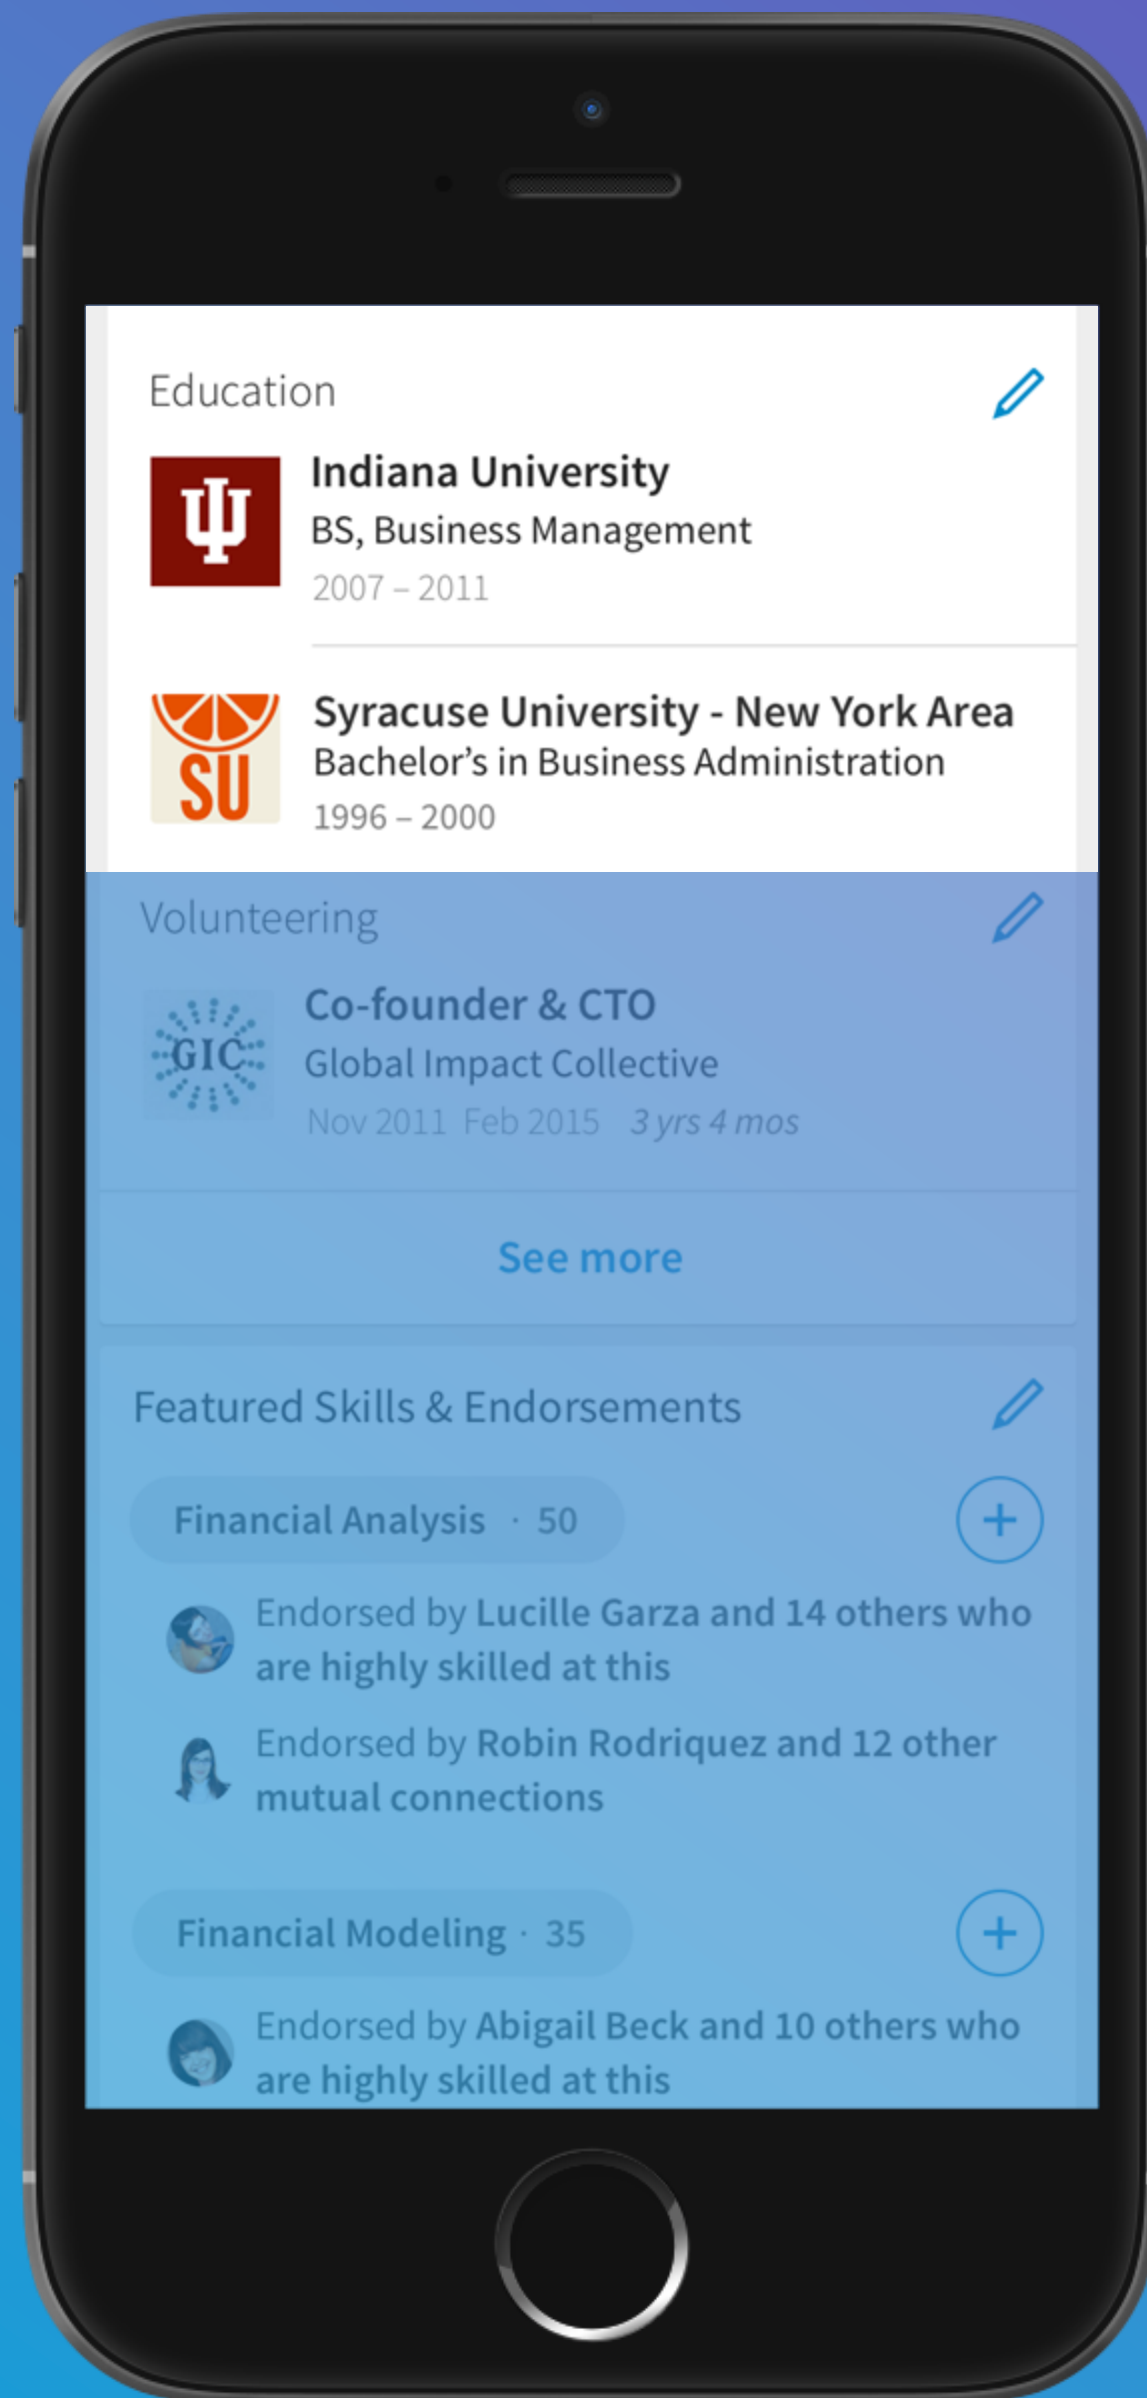 Education
Indiana University
BS, Business Management
2007 – 2011
Syracuse University - New York Area
SU
Bachelor’s in Business Administration
1996 – 2000
Volunteering
Co-founder & CTO
GIC
Global Impact Collective
Nov 2011 Feb 2015 3 yrs 4 mos
See more
Featured Skills & Endorsements
Financial Analysis · 50
Endorsed by Lucille Garza and 14 others who
are highly skilled at this
Endorsed by Robin Rodriquez and 12 other
mutual connections
Financial Modeling · 35
Endorsed by Abigail Beck and 10 others who
are highly skilled at this